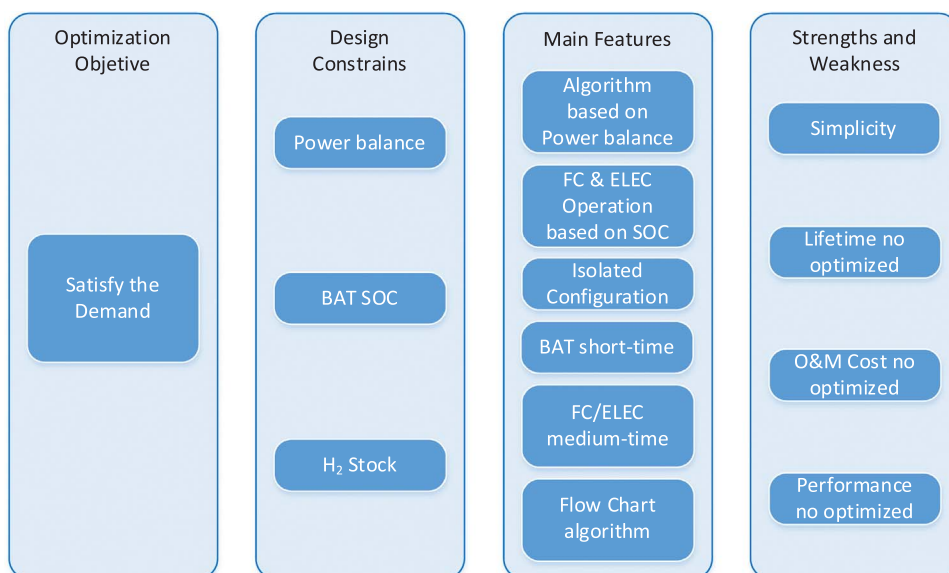 Optimization
Objetive
Satisfy the
Demand
Design
Constrains
Power balance
BAT SOC
H₂ Stock
Main Features
Algorithm
based on
Power balance
FC & ELEC
Operation
based on SOC
Isolated
Configuration
BAT short-time
FC/ELEC
medium-time
Flow Chart
algorithm
Strengths and
Weakness
Simplicity
Lifetime no
optimized
O&M Cost no
optimized
Performance
no optimized